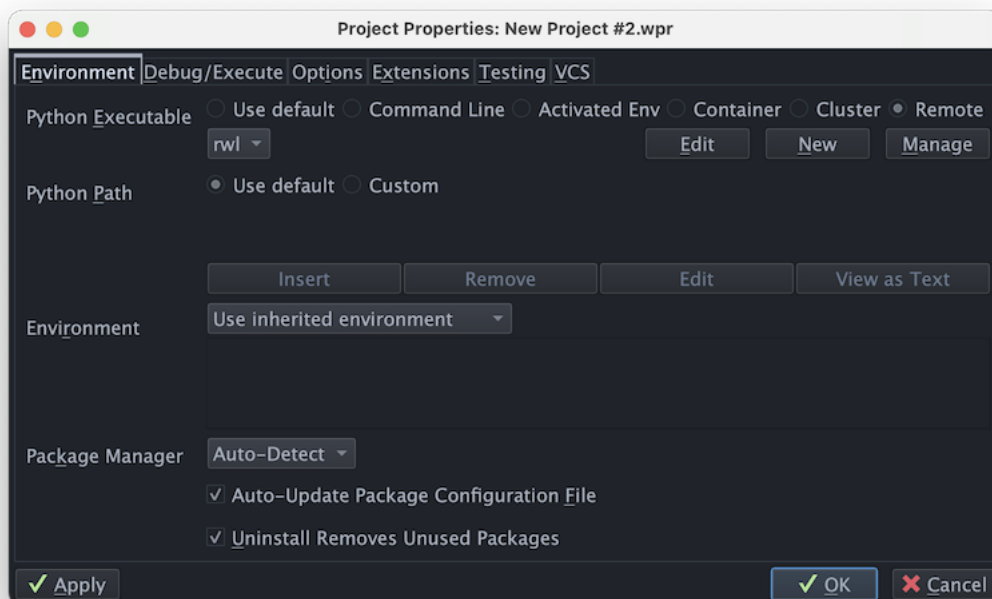 Project Properties: New Project #2.wpr
Environment Debug/Execute Options Extensions Testing VCS
Python Executable Use default Command Line Activated Env Container Cluster Remote
rwl Edit New Manage
Python Path Use default Custom
Insert Remove Edit View as Text
Environment Use inherited environment
Package Manager Auto-Detect
Auto-Update Package Configuration File
Uninstall Removes Unused Packages
Apply OK Cancel